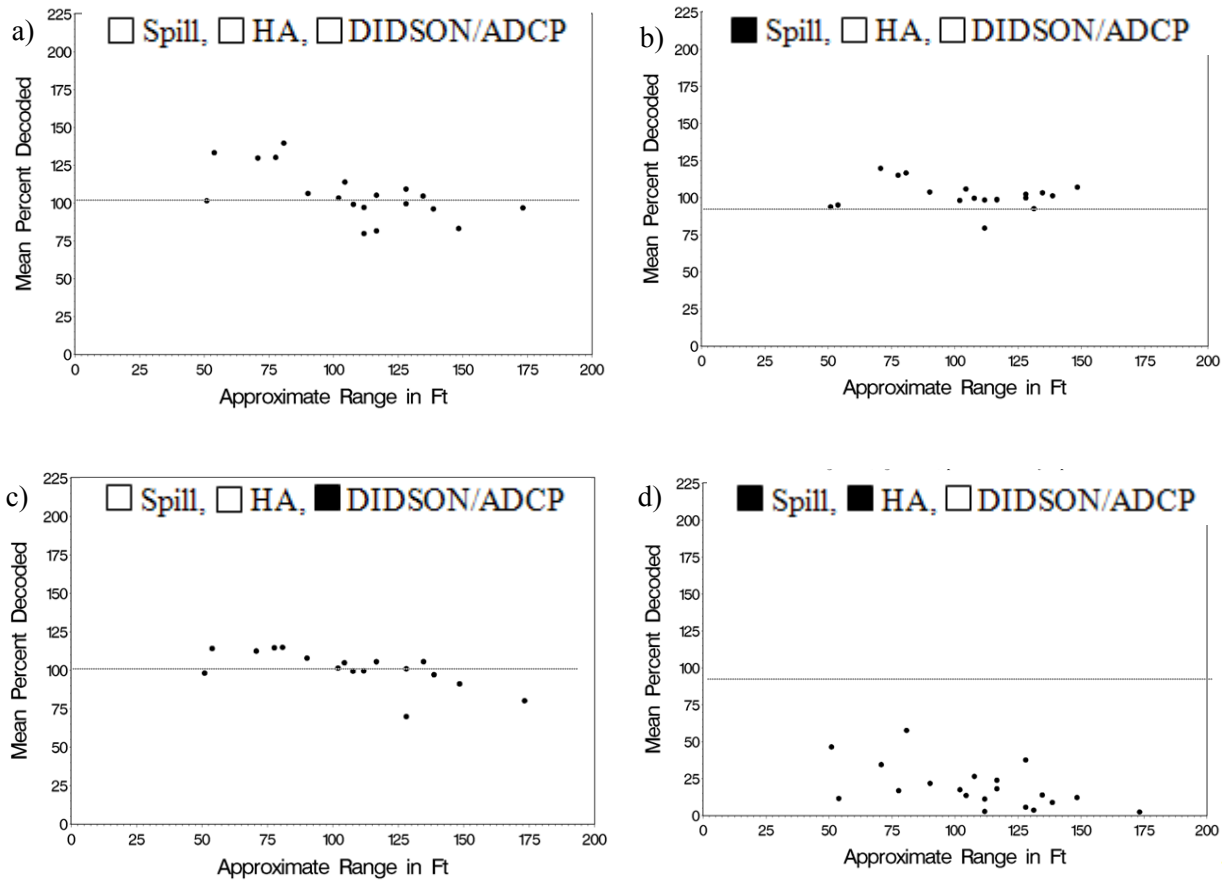 a)
☐ Spill, ☐ HA, ☐ DIDSON/ADCP
Mean Percent Decoded
225
200
175
150
125
100
75
50
25
0
0 25 50 75 100 125 150 175 200
Approximate Range in Ft
b)
■ Spill, ☐ HA, ☐ DIDSON/ADCP
Mean Percent Decoded
225
200
175
150
125
100
75
50
25
0
0 25 50 75 100 125 150 175 200
Approximate Range in Ft
c)
☐ Spill, ☐ HA, ■ DIDSON/ADCP
Mean Percent Decoded
225
200
175
150
125
100
75
50
25
0
0 25 50 75 100 125 150 175 200
Approximate Range in Ft
d)
■ Spill, ■ HA, ☐ DIDSON/ADCP
Mean Percent Decoded
225
200
175
150
125
100
75
50
25
0
0 25 50 75 100 125 150 175 200
Approximate Range in Ft